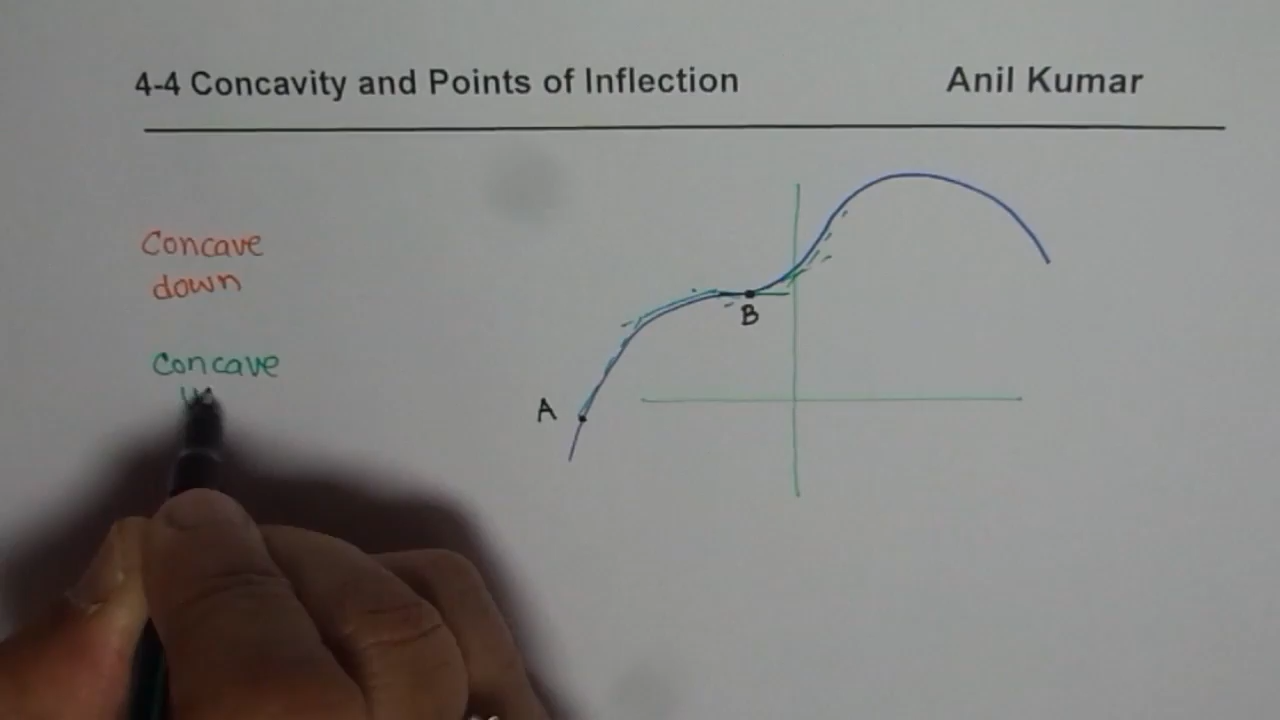 4-4 Concavity and Points of Inflection Anil Kumar
Concave
down
Concave
A
B